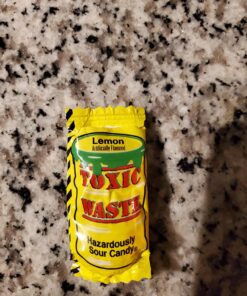 Lemon
Artificially Flavored
TOXIC
WASTE
Hazardously
Sour Candy®